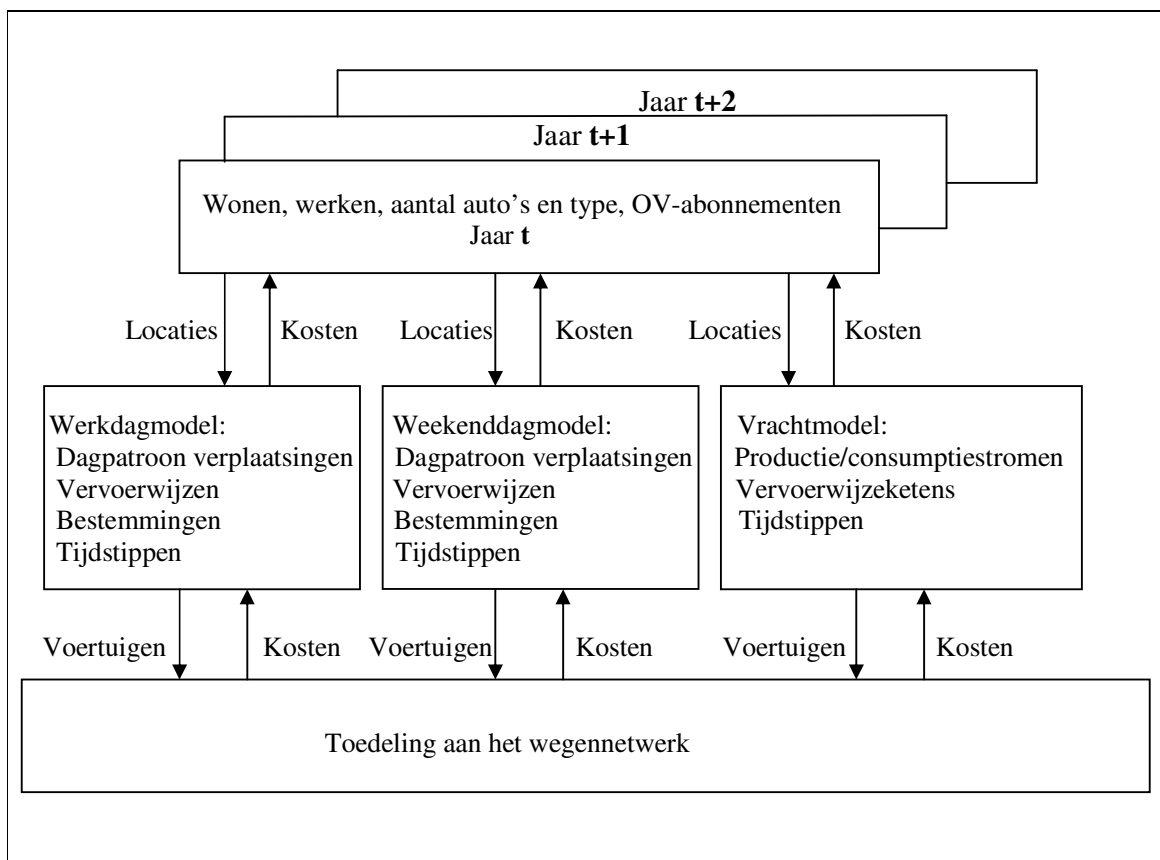 Jaar t+2
Jaar t+1
Wonen, werken, aantal auto's en type, OV-abonnementen
Jaar t
Locaties
Kosten
Locaties
Kosten
Locaties
Kosten
Werkdagmodel:
Dagpatroon verplaatsingen
Vervoerwijzen
Bestemmingen
Tijdstippen
Weekenddagmodel:
Dagpatroon verplaatsingen
Vervoerwijzen
Bestemmingen
Tijdstippen
Vrachtmodel:
Productie/consumptiestromen
Vervoerwijzeketens
Tijdstippen
Voertuigen
Kosten
Voertuigen
Kosten
Voertuigen
Kosten
Toedeling aan het wegennetwerk